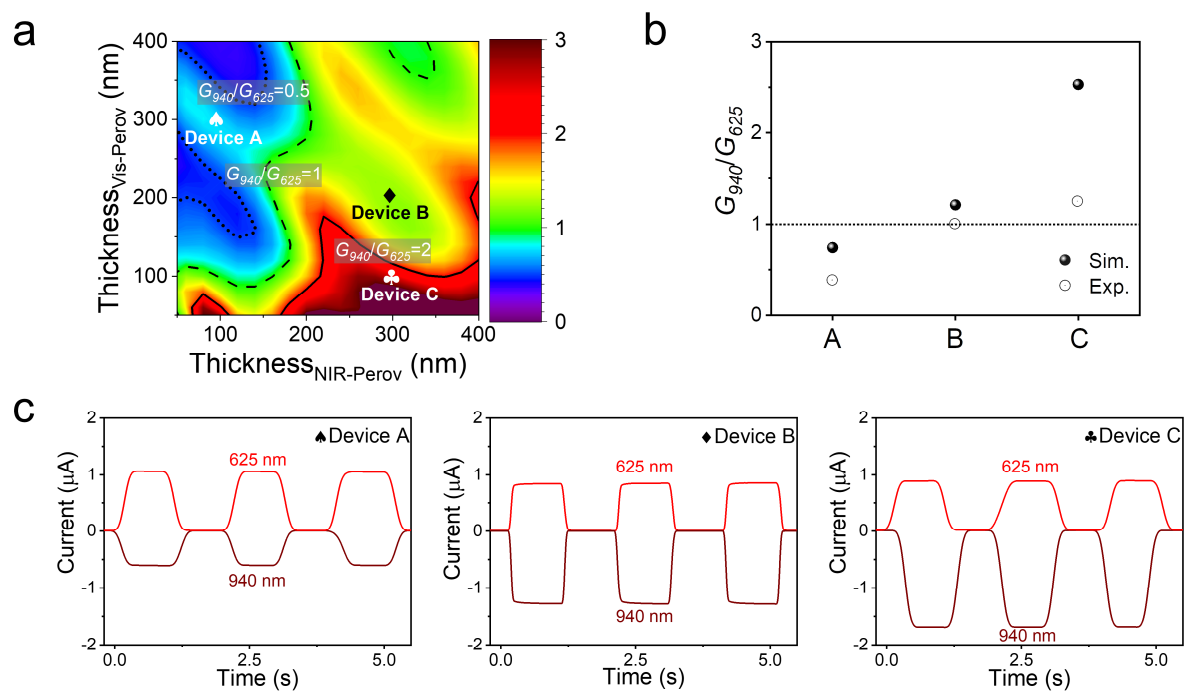 a
Thickness_Vis-Perov (nm)
400
300
200
100
G940/G625=0.5
♠
Device A
G940/G625=1
♦
Device B
G940/G625=2
♣
Device C
100
200
300
400
Thickness_NIR-Perov (nm)
3
2
1
0
b
G940/G625
3
2
1
0
Sim.
Exp.
A
B
C
c
Current (μA)
2
1
0
-1
-2
♠Device A
625 nm
940 nm
0.0
2.5
5.0
Time (s)
Current (μA)
2
1
0
-1
-2
♦Device B
625 nm
940 nm
0.0
2.5
5.0
Time (s)
Current (μA)
2
1
0
-1
-2
♣Device C
625 nm
940 nm
0.0
2.5
5.0
Time (s)